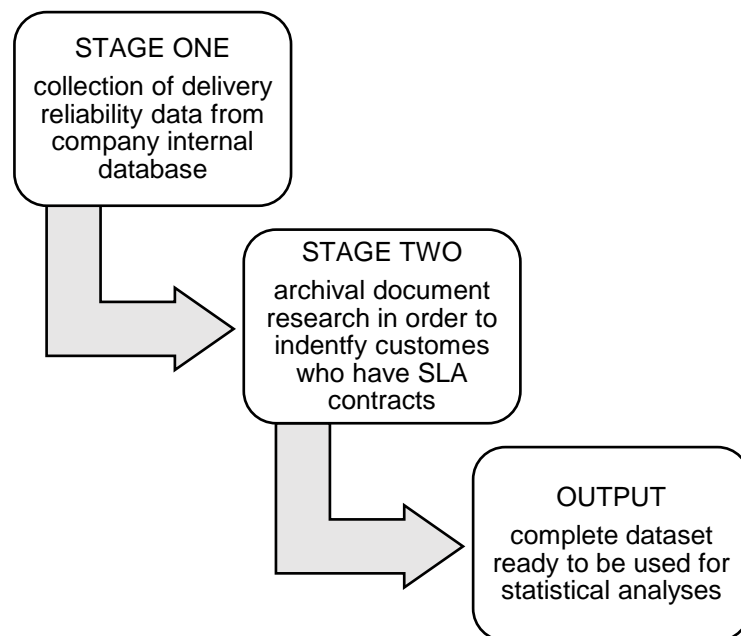 STAGE ONE
collection of delivery
reliability data from
company internal
database
STAGE TWO
archival document
research in order to
indentfy customes
who have SLA
contracts
OUTPUT
complete dataset
ready to be used for
statistical analyses